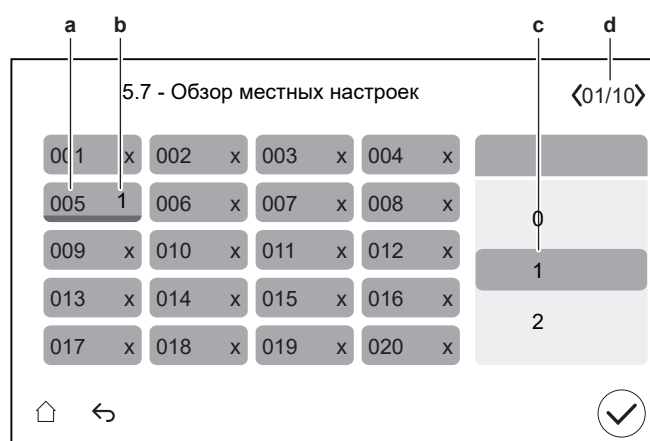 a b c d
5.7 - Обзор местных настроек 01/10
001 x 002 x 003 x 004 x
005 1 006 x 007 x 008 x
0
009 x 010 x 011 x 012 x
1
013 x 014 x 015 x 016 x
2
017 x 018 x 019 x 020 x